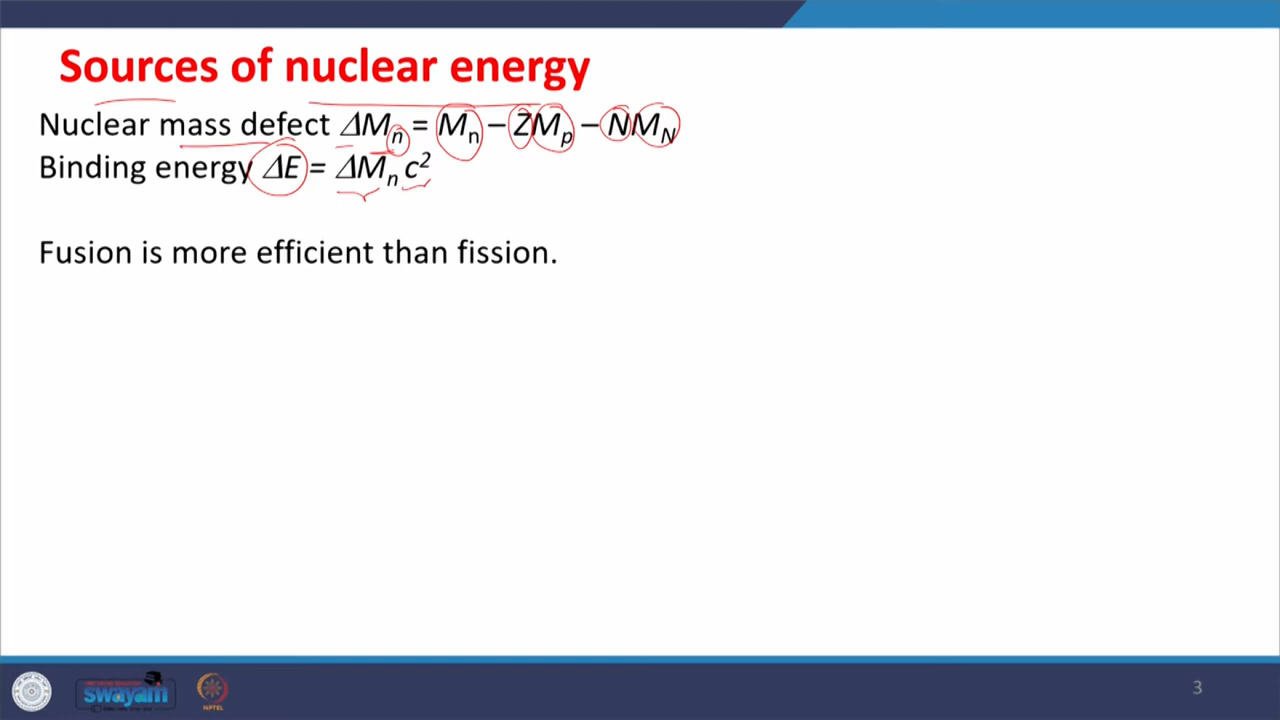 Sources of nuclear energy
Nuclear mass defect ΔMn = Mn − ZMp − NMN
Binding energy ΔE = ΔMn c²
Fusion is more efficient than fission.
swayam
NPTEL
3